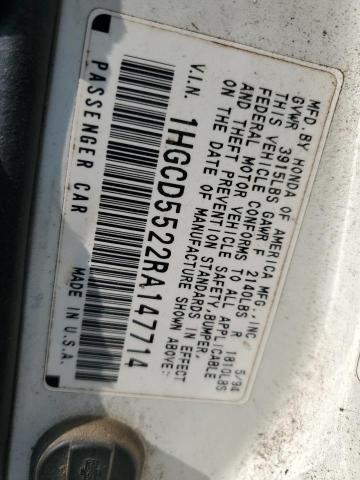 MFD. BY HONDA OF AMERICA MFG., INC. 5/94
GVWR 3915LBS GAWR F 2140LBS R 1810LBS
THIS VEHICLE CONFORMS TO ALL APPLICABLE
FEDERAL MOTOR VEHICLE SAFETY, BUMPER,
AND THEFT PREVENTION STANDARDS IN EFFECT
ON THE DATE OF MANUFACTURE SHOWN ABOVE:
V.I.N. 1HGCD5522RA147714
PASSENGER CAR MADE IN U.S.A.